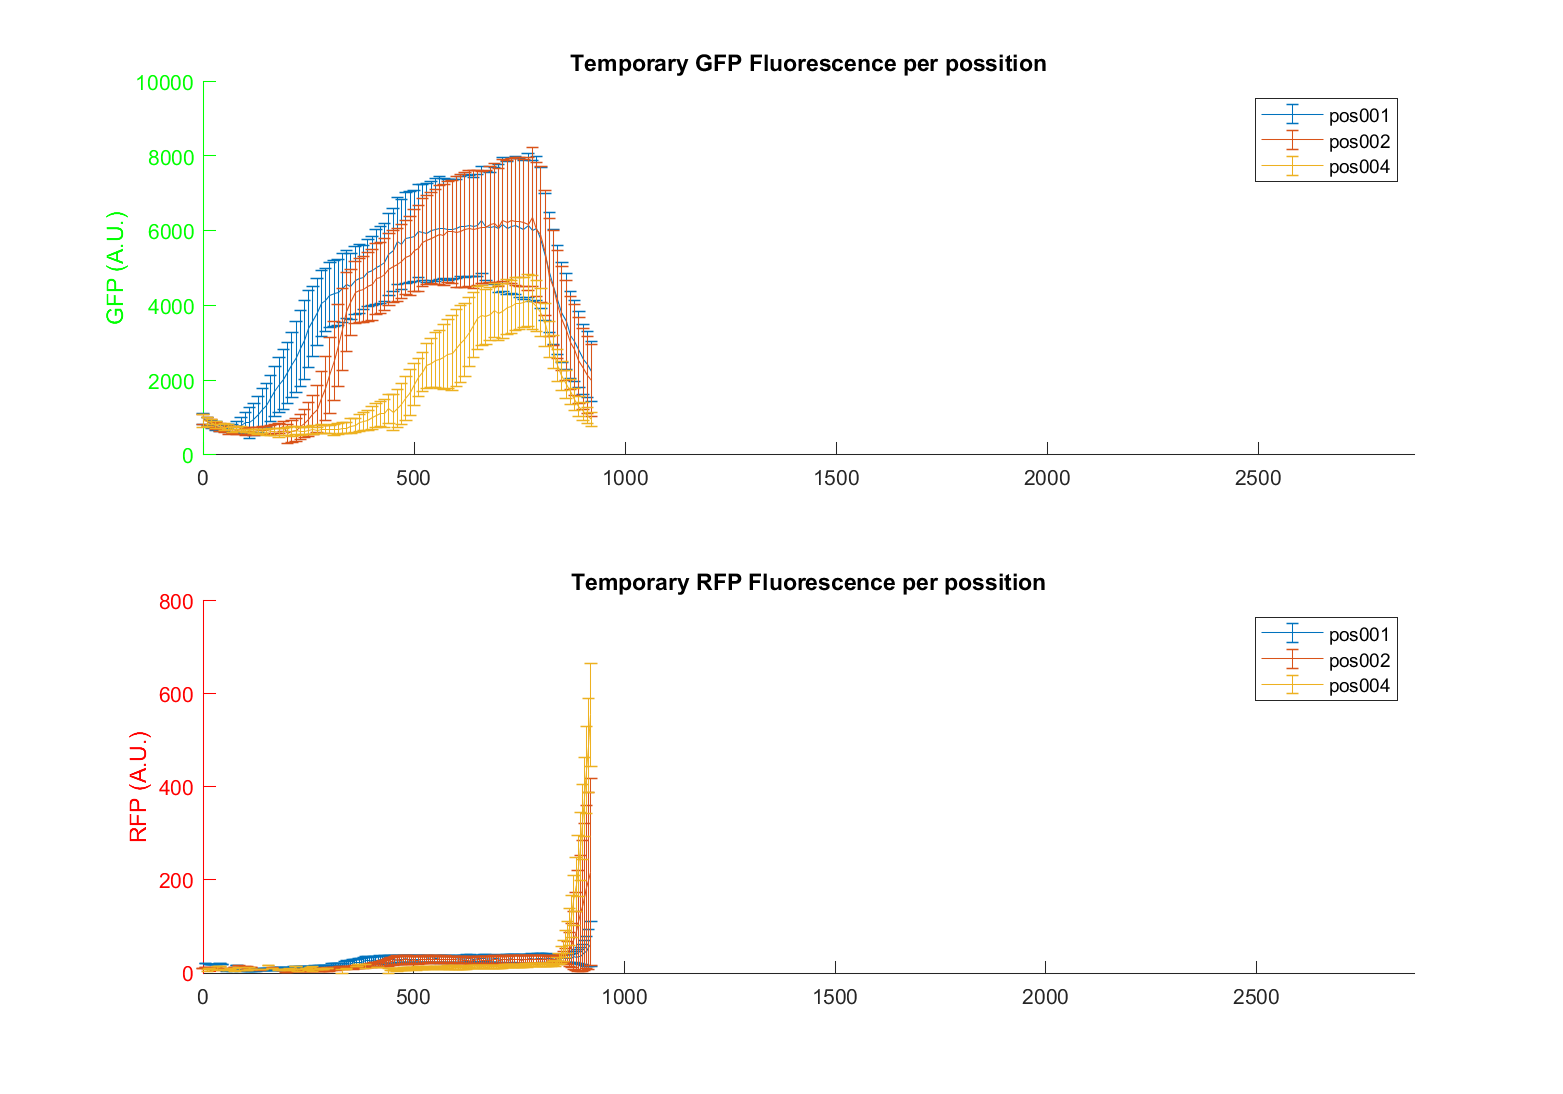 Temporary GFP Fluorescence per possition
10000
8000
6000
4000
2000
0
GFP (A.U.)
pos001
pos002
pos004
0 500 1000 1500 2000 2500
Temporary RFP Fluorescence per possition
800
600
400
200
0
RFP (A.U.)
pos001
pos002
pos004
0 500 1000 1500 2000 2500